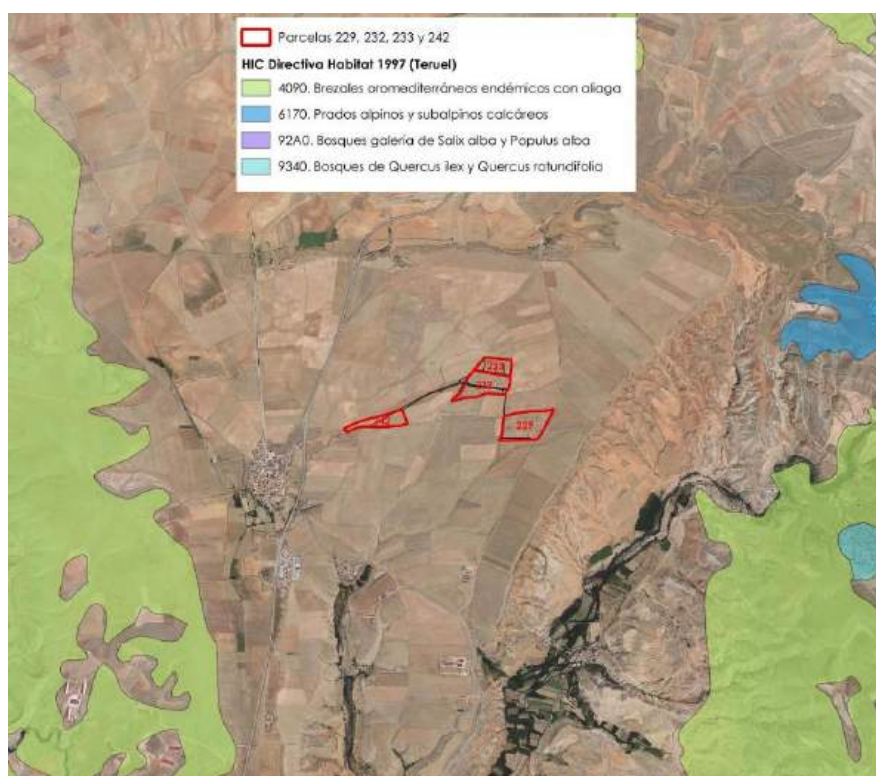 Parcelas 229, 232, 233 y 242
HIC Directiva Habitat 1997 (Teruel)
4090. Brezales oromediterráneos endémicos con aliaga
6170. Prados alpinos y subalpinos calcáreos
92A0. Bosques galería de Salix alba y Populus alba
9340. Bosques de Quercus ilex y Quercus rotundifolia
229